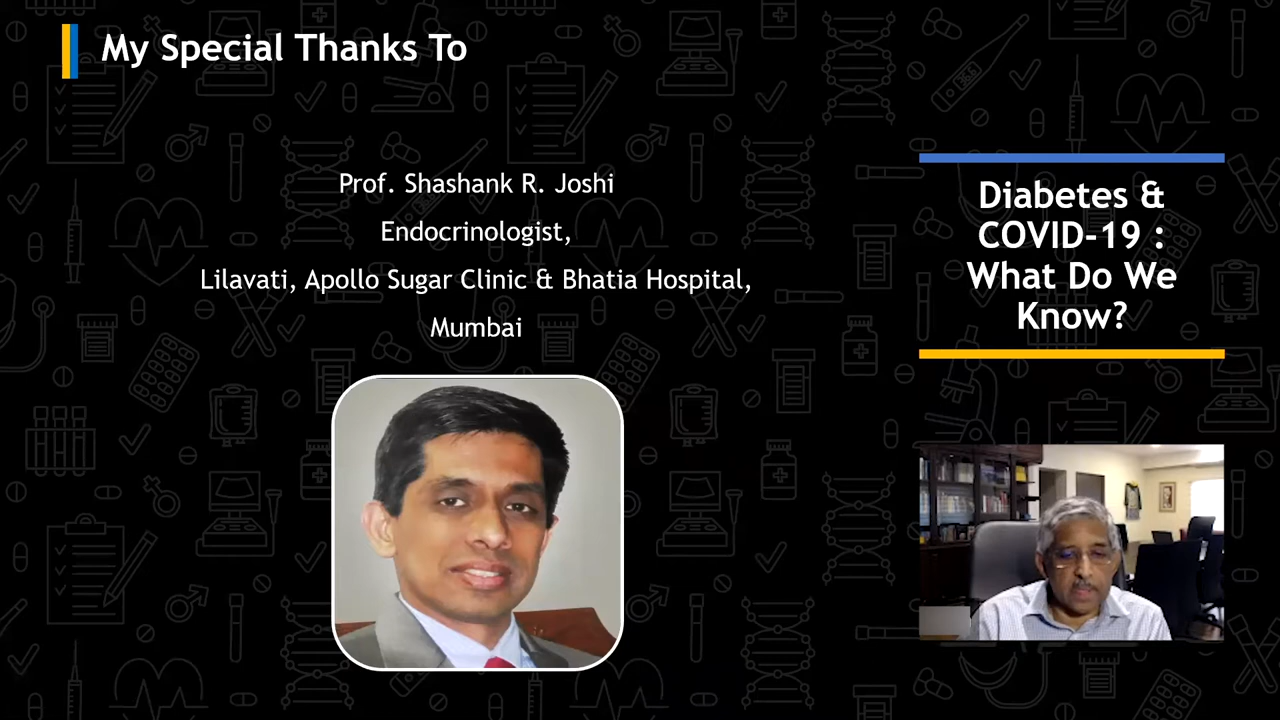 My Special Thanks To
Prof. Shashank R. Joshi
Endocrinologist,
Lilavati, Apollo Sugar Clinic & Bhatia Hospital,
Mumbai
Diabetes &
COVID-19 :
What Do We
Know?